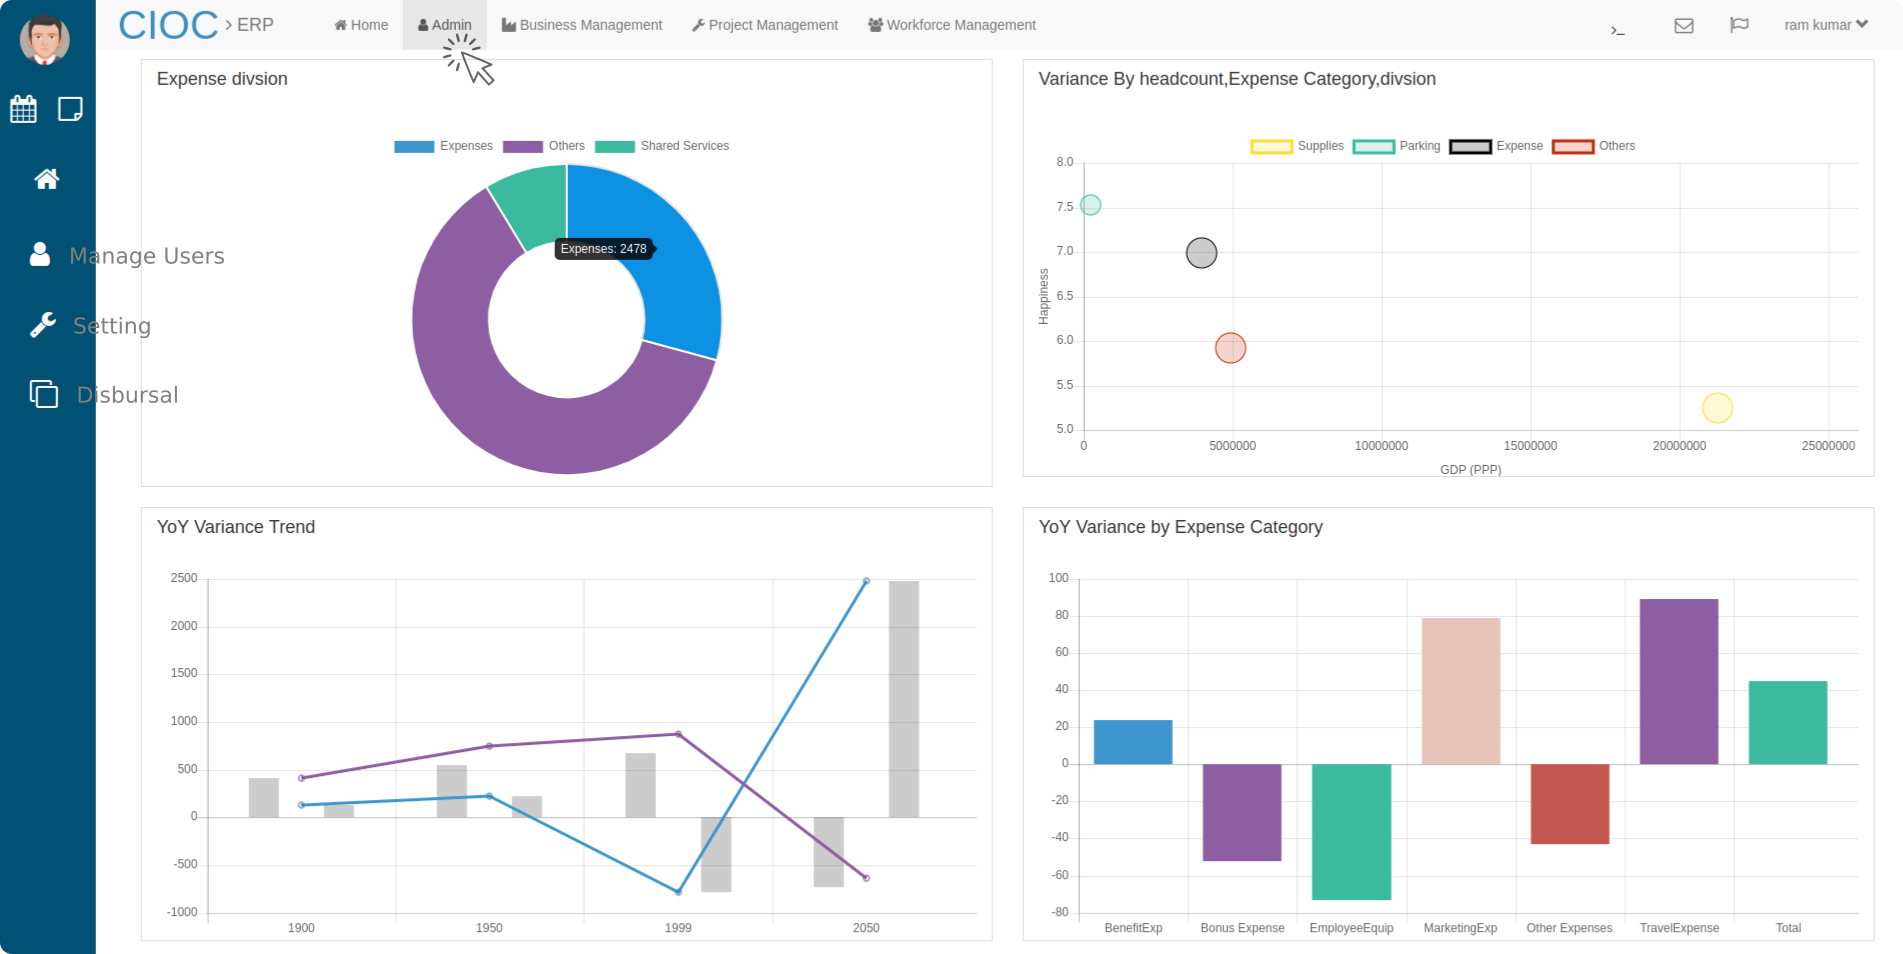 CIOC > ERP Home Admin Business Management Project Management Workforce Management >_ ram kumar
Manage Users
Setting
Disbursal
Expense divsion
Expenses Others Shared Services
Expenses: 2478
Variance By headcount,Expense Category,divsion
Supplies Parking Expense Others
8.0
7.5
7.0
6.5
6.0
5.5
5.0
Happiness
0 5000000 10000000 15000000 20000000 25000000
GDP (PPP)
YoY Variance Trend
2500
2000
1500
1000
500
0
-500
-1000
1900 1950 1999 2050
YoY Variance by Expense Category
100
80
60
40
20
0
-20
-40
-60
-80
BenefitExp Bonus Expense EmployeeEquip MarketingExp Other Expenses TravelExpense Total